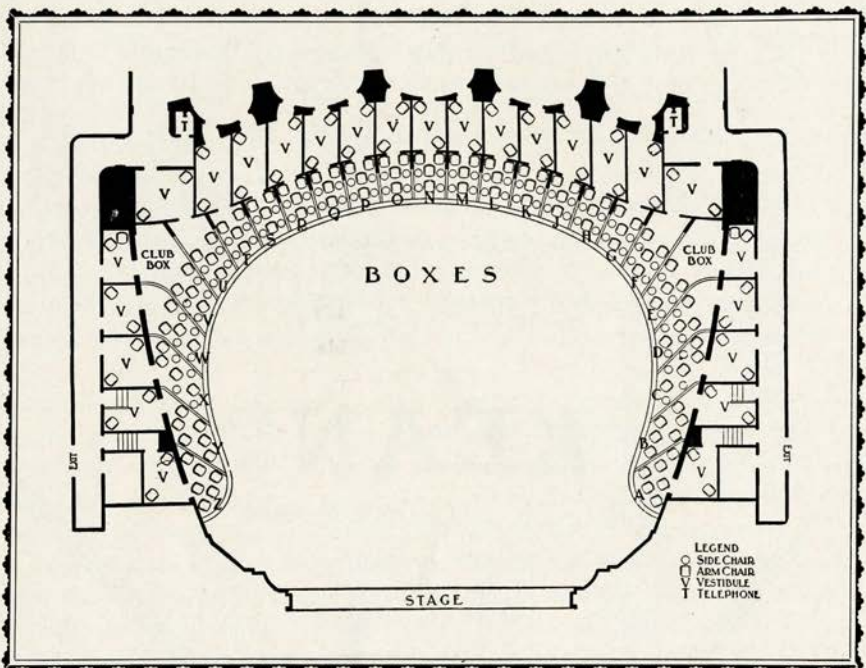 T T
V V V V V V V V V V V V V V
V V
CLUB BOX
CLUB BOX
U T S R Q P O N M L K J H G F
BOXES
V V
V V
V E
V V
W D
X C
V V
Y B
Z A
V V
EXIT EXIT
LEGEND
SIDE CHAIR
ARM CHAIR
V VESTIBULE
T TELEPHONE
STAGE